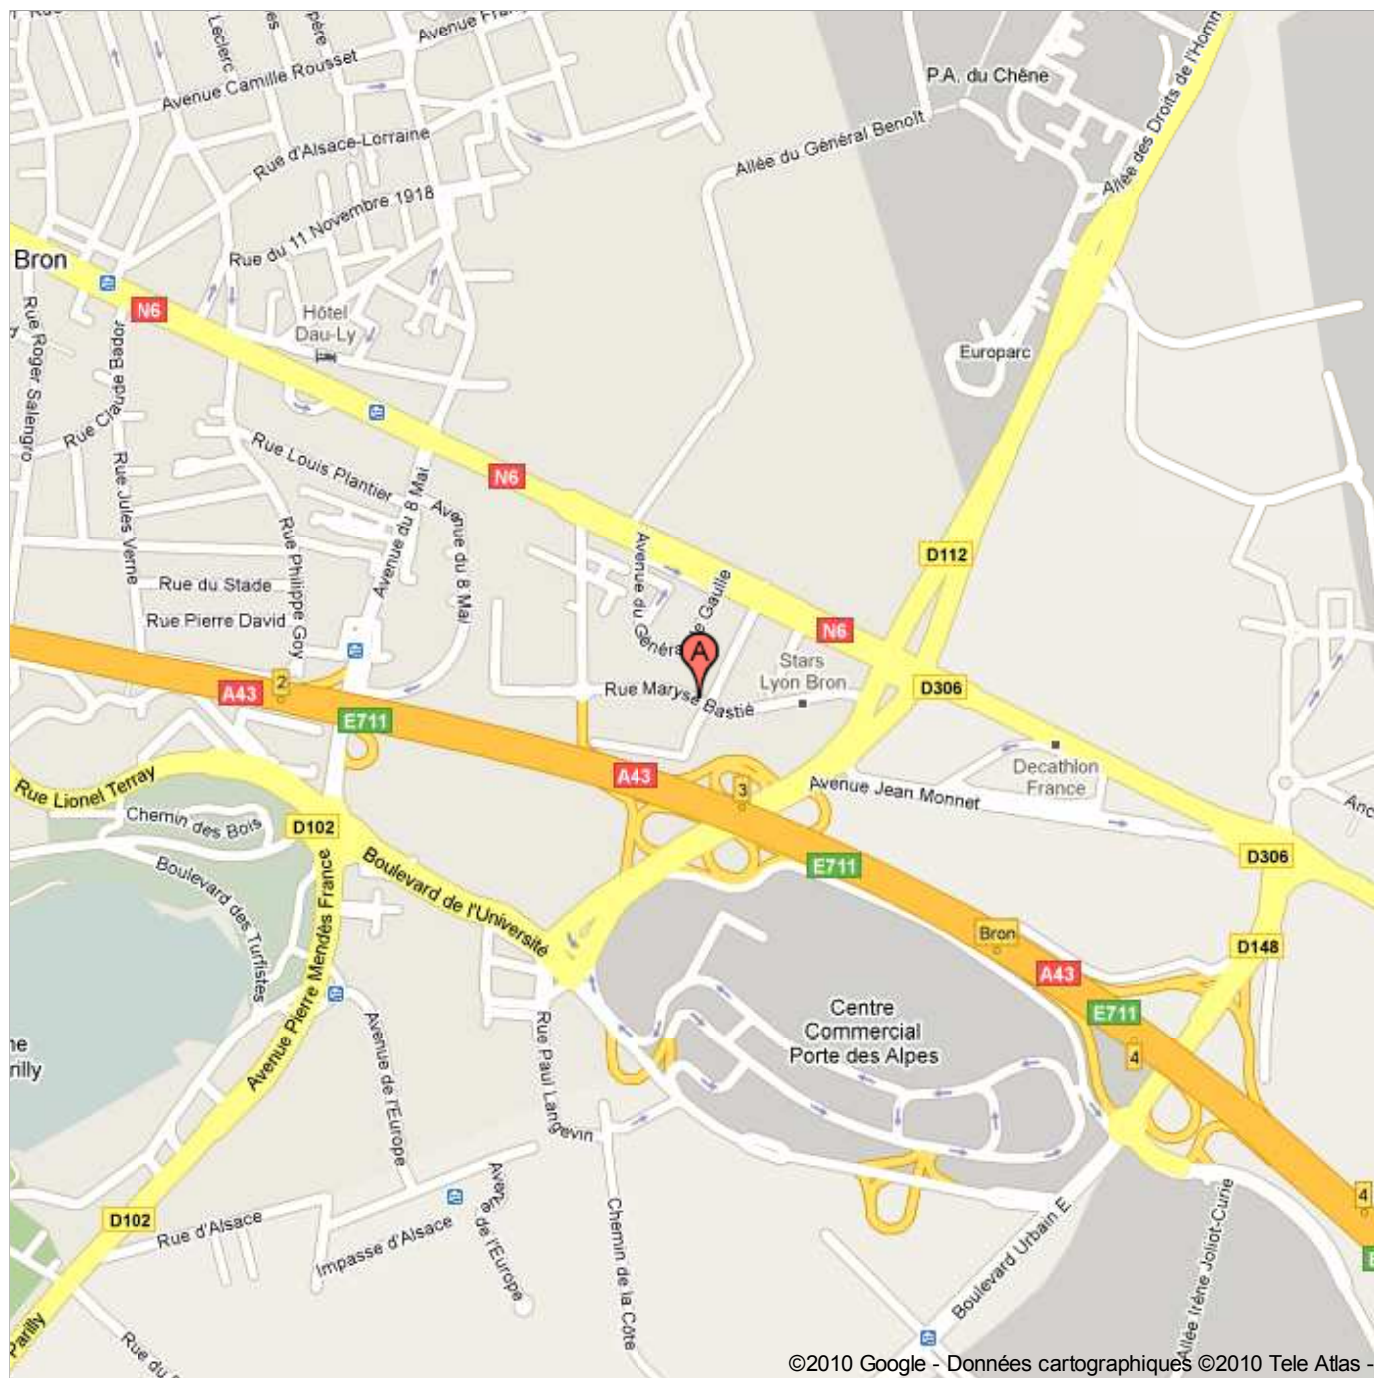 Leclerc
Avenue Camille Rousset
Rue d'Alsace-Lorraine
Rue du 11 Novembre 1918
P.A. du Chêne
Allée du Général Benoît
Allée des Droits de l'Homm
Bron
N6
Hôtel
Dau-Ly
Europarc
Rue Roger Salengro
Rue Claude Bador
Rue Jules Verne
Rue Louis Plantier
Avenue du 8 Mai
Avenue du 8 Mai
N6
Rue Philippe Goy
Rue du Stade
Rue Pierre David
Avenue du Général de Gaulle
D112
N6
A
Stars
Lyon Bron
Rue Maryse Bastié
D306
2
A43
E711
A43
3
Decathlon
France
Avenue Jean Monnet
Anc
Rue Lionel Terray
Chemin des Bois
D102
Boulevard des Turfistes
Boulevard de l'Université
E711
D306
Bron
D148
A43
E711
4
Avenue Pierre Mendès France
Avenue de l'Europe
Rue Paul Langevin
Centre
Commercial
Porte des Alpes
ne
rilly
Avenue de l'Europe
Chemin de la Côte
D102
Rue d'Alsace
Impasse d'Alsace
Boulevard Urbain E
Allée Irène Joliot-Curie
4
Parilly
Rue du
©2010 Google - Données cartographiques ©2010 Tele Atlas -